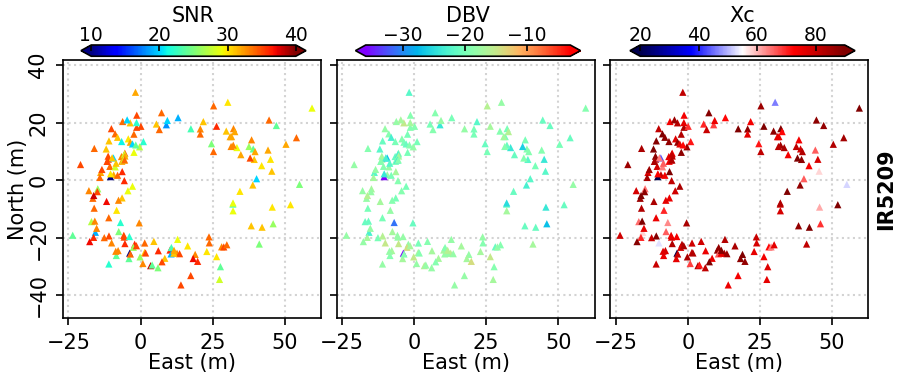 SNR
DBV
Xc
10 20 30 40
−30 −20 −10
20 40 60 80
40
20
0
−20
−40
North (m)
−25 0 25 50
−25 0 25 50
−25 0 25 50
East (m)
East (m)
East (m)
IR5209